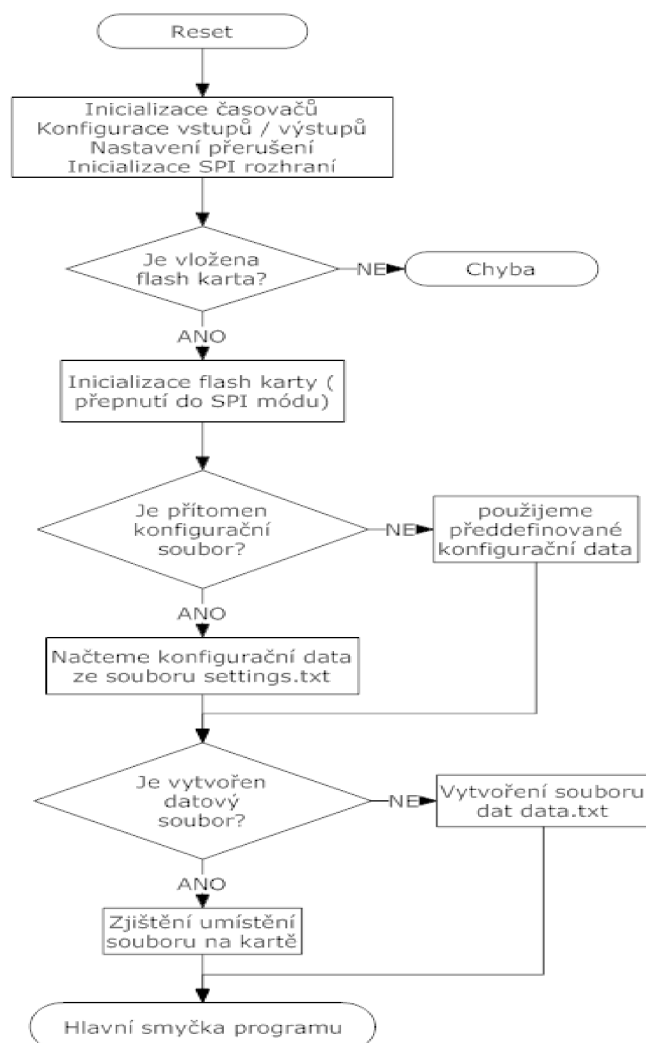 Reset
Inicializace časovačů
Konfigurace vstupů / výstupů
Nastavení přerušení
Inicializace SPI rozhraní
Je vložena
flash karta?
NE
Chyba
ANO
Inicializace flash karty (
přepnutí do SPI módu)
Je přítomen
konfigurační
soubor?
NE
použijeme
předdefinované
konfigurační data
ANO
Načteme konfigurační data
ze souboru settings.txt
Je vytvořen
datový
soubor?
NE
Vytvoření souboru
dat data.txt
ANO
Zjištění umístění
souboru na kartě
Hlavní smyčka programu